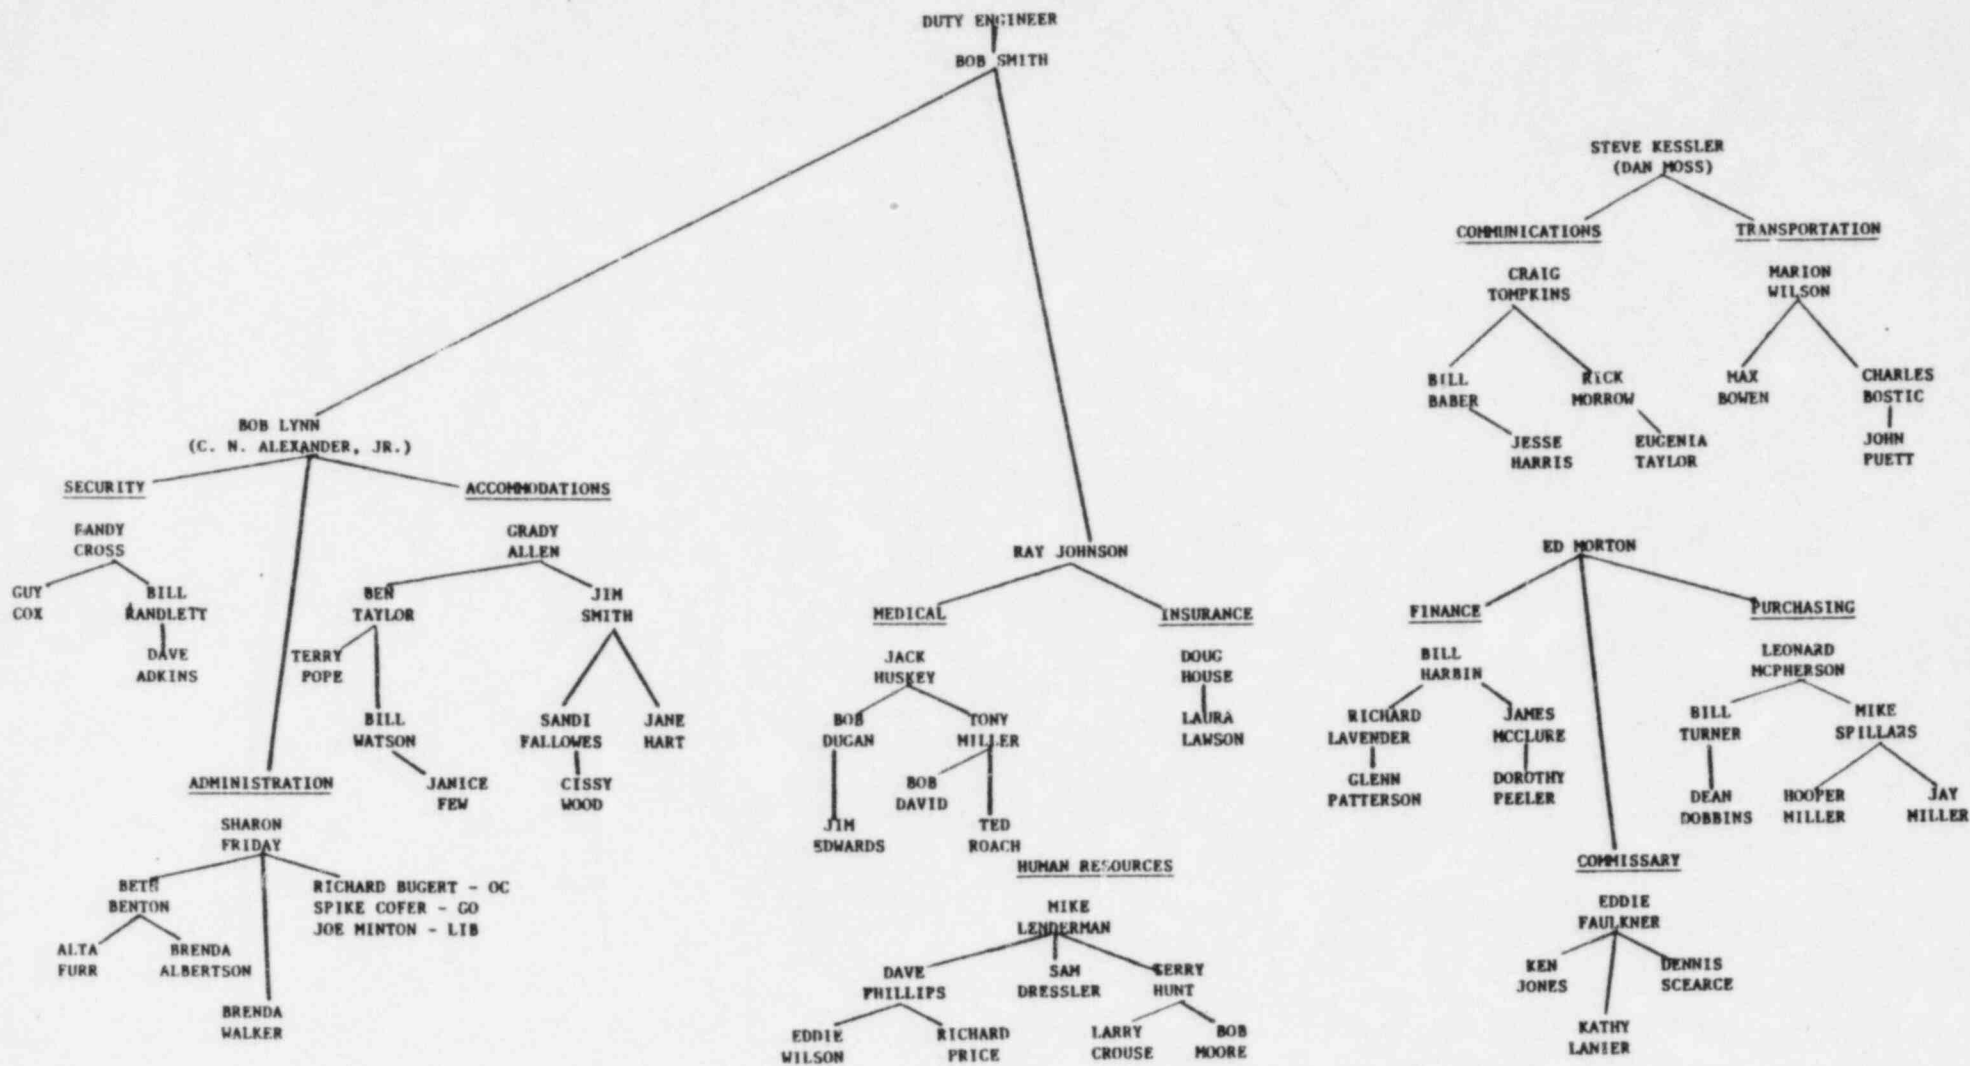 DUTY ENGINEER
BOB SMITH
STEVE KESSLER
(DAN MOSS)
COMMUNICATIONS
CRAIG
TOMPKINS
BILL
BABER
JESSE
HARRIS
RICK
MORROW
EUGENIA
TAYLOR
TRANSPORTATION
MARION
WILSON
MAX
BOWEN
CHARLES
BOSTIC
JOHN
PUETT
BOB LYNN
(C. N. ALEXANDER, JR.)
SECURITY
RANDY
CROSS
GUY
COX
BILL
RANDLETT
DAVE
ADKINS
ACCOMMODATIONS
GRADY
ALLEN
BEN
TAYLOR
TERRY
POPE
BILL
WATSON
JANICE
FEW
JIM
SMITH
SANDI
FALLOWES
CISSY
WOOD
JANE
HART
ADMINISTRATION
SHARON
FRIDAY
BETH
BENTON
ALTA
FURR
BRENDA
ALBERTSON
RICHARD BUGERT - OC
SPIKE COFER - GO
JOE MINTON - LIB
BRENDA
WALKER
RAY JOHNSON
MEDICAL
JACK
HUSKEY
BOB
DUGAN
JIM
EDWARDS
TONY
MILLER
BOB
DAVID
TED
ROACH
INSURANCE
DOUG
HOUSE
LAURA
LAWSON
HUMAN RESOURCES
MIKE
LENDERMAN
DAVE
PHILLIPS
EDDIE
WILSON
RICHARD
PRICE
SAM
DRESSLER
GERRY
HUNT
LARRY
CROUSE
BOB
MOORE
ED MORTON
FINANCE
BILL
HARBIN
RICHARD
LAVENDER
GLENN
PATTERSON
JAMES
MCCLURE
DOROTHY
PEELER
PURCHASING
LEONARD
MCPHERSON
BILL
TURNER
DEAN
DOBBINS
MIKE
SPILLARS
HOOPER
MILLER
JAY
MILLER
COMMISSARY
EDDIE
FAULKNER
KEN
JONES
KATHY
LANIER
DENNIS
SCEARCE